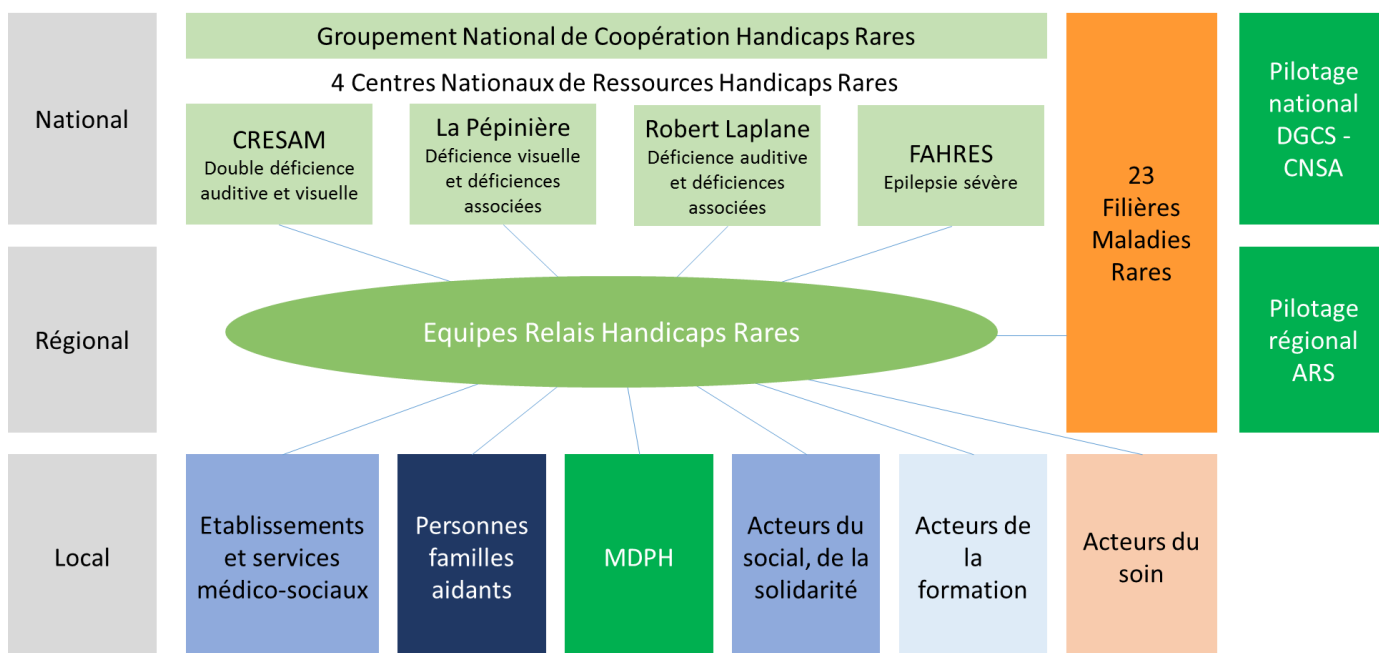 National
Groupement National de Coopération Handicaps Rares
4 Centres Nationaux de Ressources Handicaps Rares
CRESAM
Double déficience
auditive et visuelle
La Pépinière
Déficience visuelle
et déficiences
associées
Robert Laplane
Déficience auditive
et déficiences
associées
FAHRES
Epilepsie sévère
23
Filières
Maladies
Rares
Pilotage
national
DGCS -
CNSA
Régional
Equipes Relais Handicaps Rares
Pilotage
régional
ARS
Local
Etablissements
et services
médico-sociaux
Personnes
familles
aidants
MDPH
Acteurs du
social, de la
solidarité
Acteurs de
la
formation
Acteurs du
soin